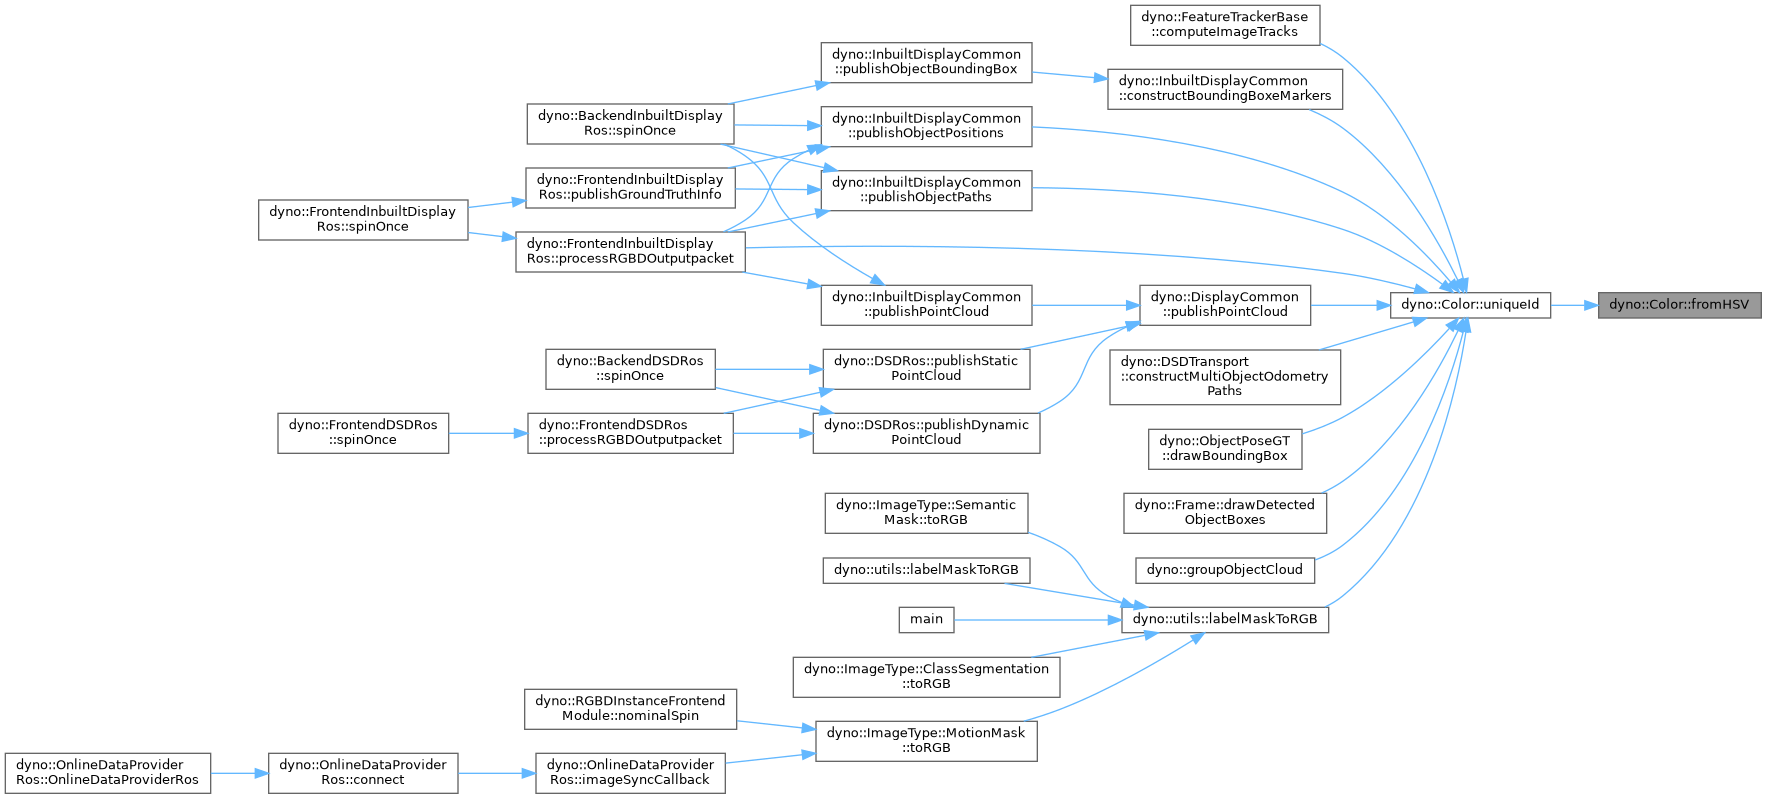 dyno::FeatureTrackerBase
::computeImageTracks
dyno::InbuiltDisplayCommon
::publishObjectBoundingBox
dyno::InbuiltDisplayCommon
::constructBoundingBoxeMarkers
dyno::BackendInbuiltDisplay
Ros::spinOnce
dyno::InbuiltDisplayCommon
::publishObjectPositions
dyno::FrontendInbuiltDisplay
Ros::publishGroundTruthInfo
dyno::InbuiltDisplayCommon
::publishObjectPaths
dyno::FrontendInbuiltDisplay
Ros::spinOnce
dyno::FrontendInbuiltDisplay
Ros::processRGBDOutputpacket
dyno::InbuiltDisplayCommon
::publishPointCloud
dyno::DisplayCommon
::publishPointCloud
dyno::Color::uniqueId
dyno::Color::fromHSV
dyno::BackendDSDRos
::spinOnce
dyno::DSDRos::publishStatic
PointCloud
dyno::DSDTransport
::constructMultiObjectOdometry
Paths
dyno::FrontendDSDRos
::spinOnce
dyno::FrontendDSDRos
::processRGBDOutputpacket
dyno::DSDRos::publishDynamic
PointCloud
dyno::ObjectPoseGT
::drawBoundingBox
dyno::ImageType::Semantic
Mask::toRGB
dyno::Frame::drawDetected
ObjectBoxes
dyno::utils::labelMaskToRGB
dyno::groupObjectCloud
main
dyno::utils::labelMaskToRGB
dyno::ImageType::ClassSegmentation
::toRGB
dyno::RGBDInstanceFrontend
Module::nominalSpin
dyno::ImageType::MotionMask
::toRGB
dyno::OnlineDataProvider
Ros::OnlineDataProviderRos
dyno::OnlineDataProvider
Ros::connect
dyno::OnlineDataProvider
Ros::imageSyncCallback